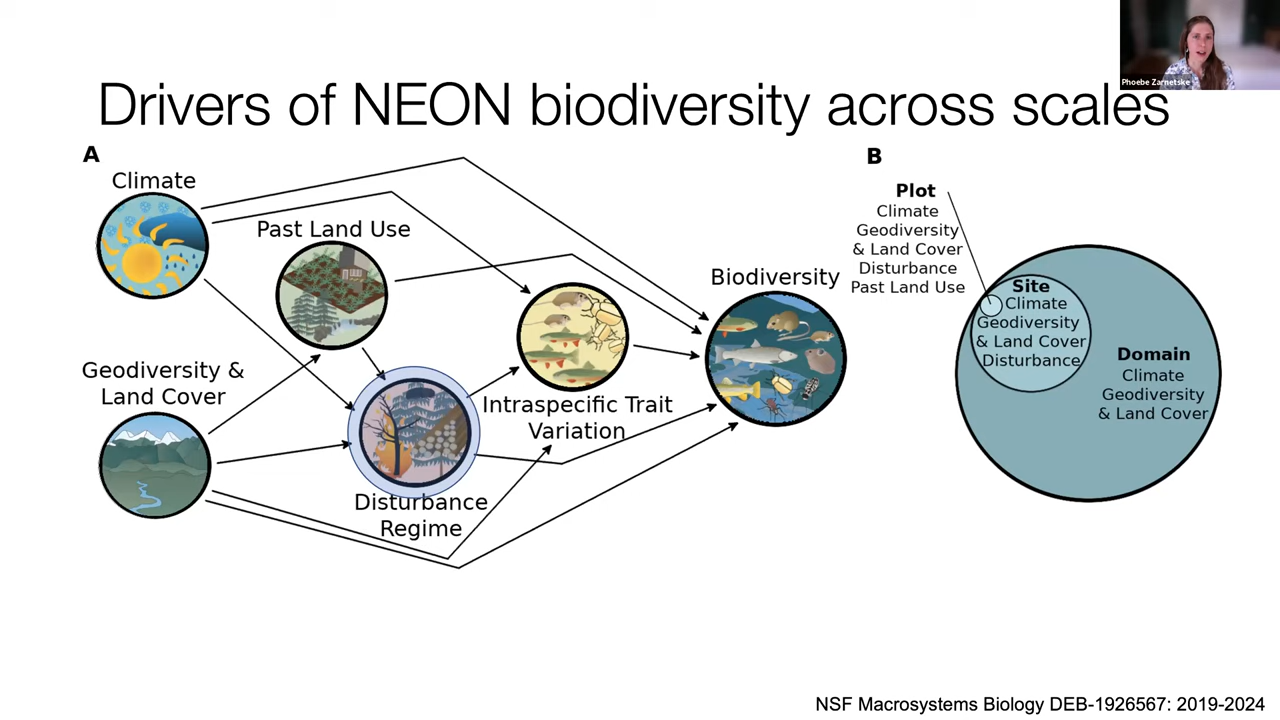 Phoebe Zarnetske
Drivers of NEON biodiversity across scales
A
Climate
Past Land Use
Geodiversity &
Land Cover
Disturbance
Regime
Intraspecific Trait
Variation
Biodiversity
B
Plot
Climate
Geodiversity
& Land Cover
Disturbance
Past Land Use
Site
Climate
Geodiversity
& Land Cover
Disturbance
Domain
Climate
Geodiversity
& Land Cover
NSF Macrosystems Biology DEB-1926567: 2019-2024